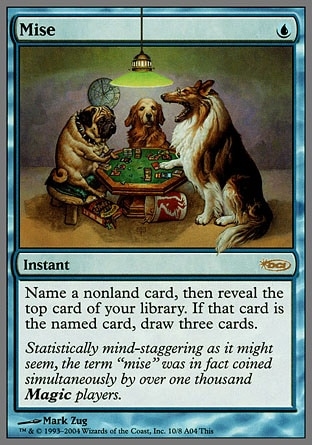 Mise
Instant
DCI
Name a nonland card, then reveal the
top card of your library. If that card is
the named card, draw three cards.
Statistically mind-staggering as it might
seem, the term “mise” was in fact coined
simultaneously by over one thousand
Magic players.
Mark Zug
™ & © 1993–2004 Wizards of the Coast, Inc. 10/8 A04 This